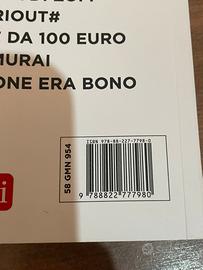 RIOUT#
DA 100 EURO
MURAI
ONE ERA BONO
ISBN 978-88-227-7798-0
58 GMN 954
9 788822 777980
i